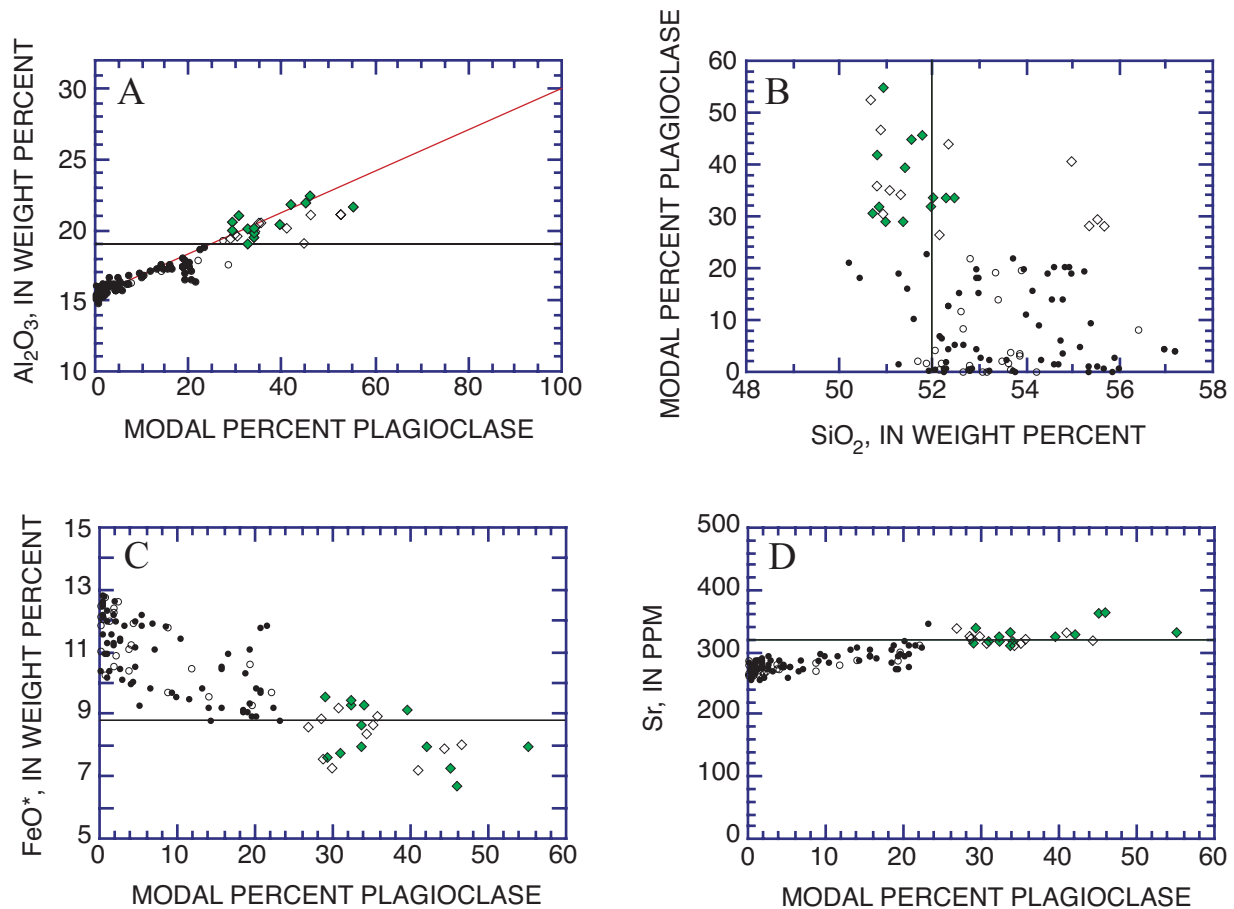 A
Al₂O₃, IN WEIGHT PERCENT
30
25
20
15
10
0 20 40 60 80 100
MODAL PERCENT PLAGIOCLASE
B
MODAL PERCENT PLAGIOCLASE
60
50
40
30
20
10
0
48 50 52 54 56 58
SiO₂, IN WEIGHT PERCENT
C
FeO*, IN WEIGHT PERCENT
15
13
11
9
7
5
0 10 20 30 40 50 60
MODAL PERCENT PLAGIOCLASE
D
Sr, IN PPM
500
400
300
200
100
0
0 10 20 30 40 50 60
MODAL PERCENT PLAGIOCLASE